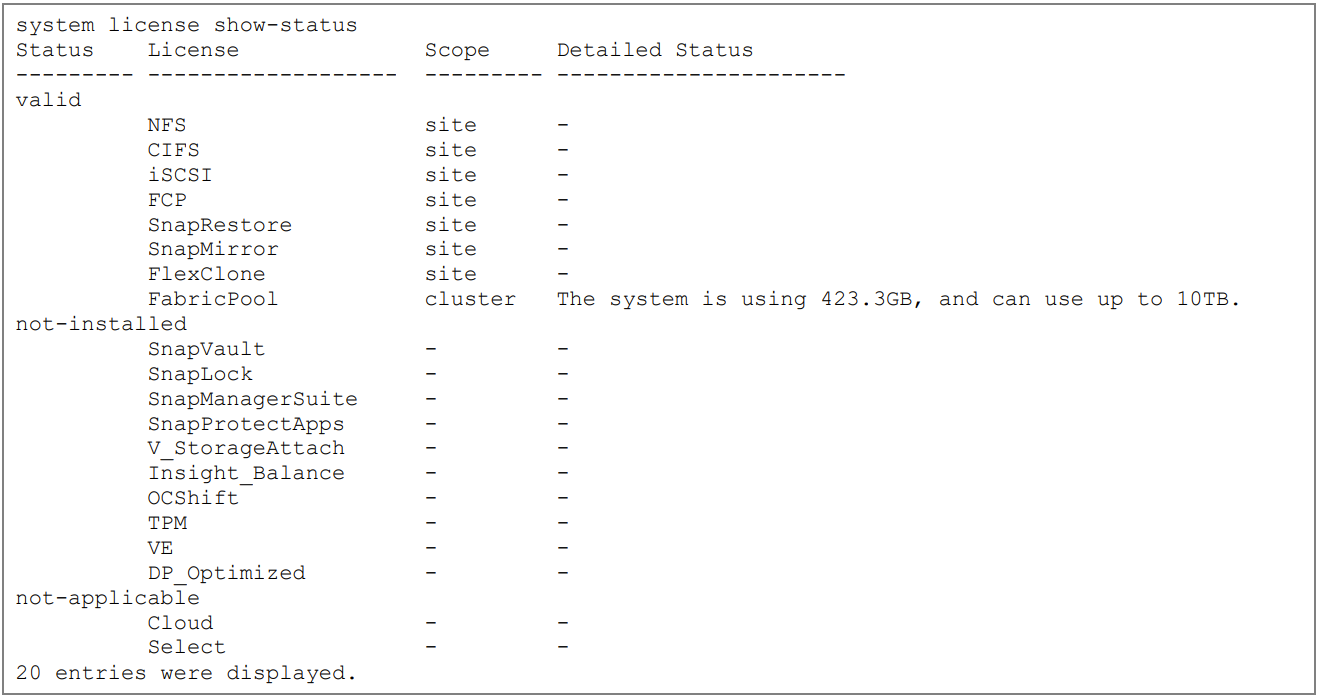 system license show-status
Status    License             Scope     Detailed Status
--------- ------------------- --------- ----------------------
valid
          NFS                 site      -
          CIFS                site      -
          iSCSI               site      -
          FCP                 site      -
          SnapRestore         site      -
          SnapMirror          site      -
          FlexClone           site      -
          FabricPool          cluster   The system is using 423.3GB, and can use up to 10TB.
not-installed
          SnapVault           -         -
          SnapLock            -         -
          SnapManagerSuite    -         -
          SnapProtectApps     -         -
          V_StorageAttach     -         -
          Insight_Balance     -         -
          OCShift             -         -
          TPM                 -         -
          VE                  -         -
          DP_Optimized        -         -
not-applicable
          Cloud               -         -
          Select              -         -
20 entries were displayed.